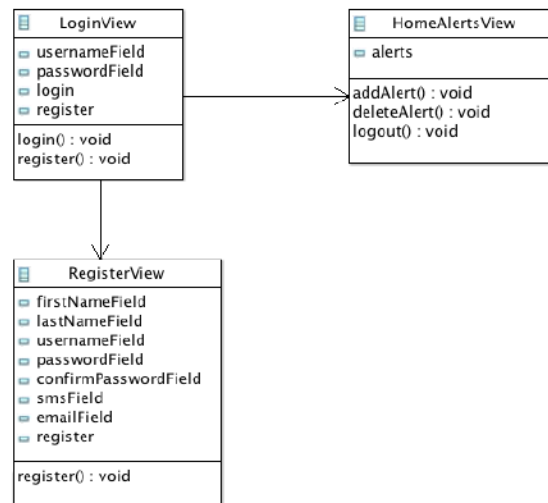 LoginView
usernameField
passwordField
login
register
login() : void
register() : void
HomeAlertsView
alerts
addAlert() : void
deleteAlert() : void
logout() : void
RegisterView
firstNameField
lastNameField
usernameField
passwordField
confirmPasswordField
smsField
emailField
register
register() : void